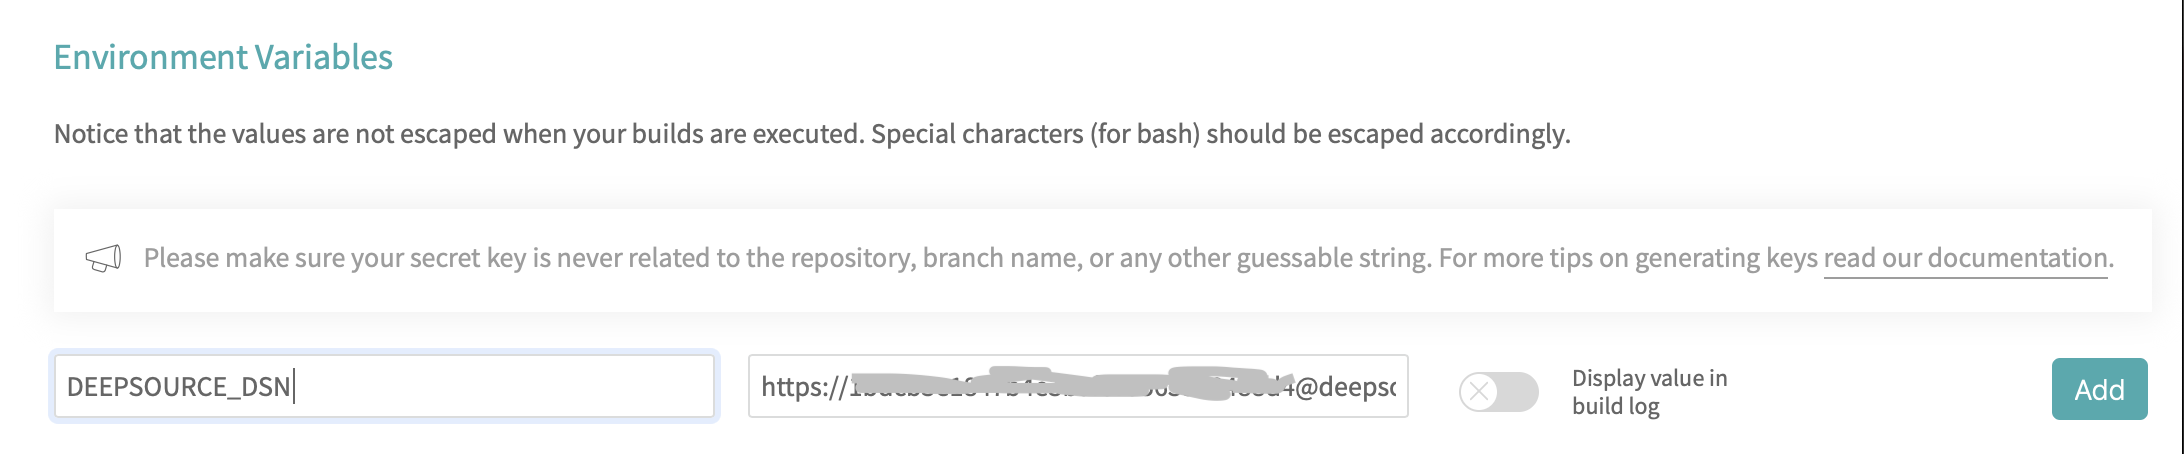 Environment Variables
Notice that the values are not escaped when your builds are executed. Special characters (for bash) should be escaped accordingly.
Please make sure your secret key is never related to the repository, branch name, or any other guessable string. For more tips on generating keys read our documentation.
DEEPSOURCE_DSN
https://
Display value in
build log
Add